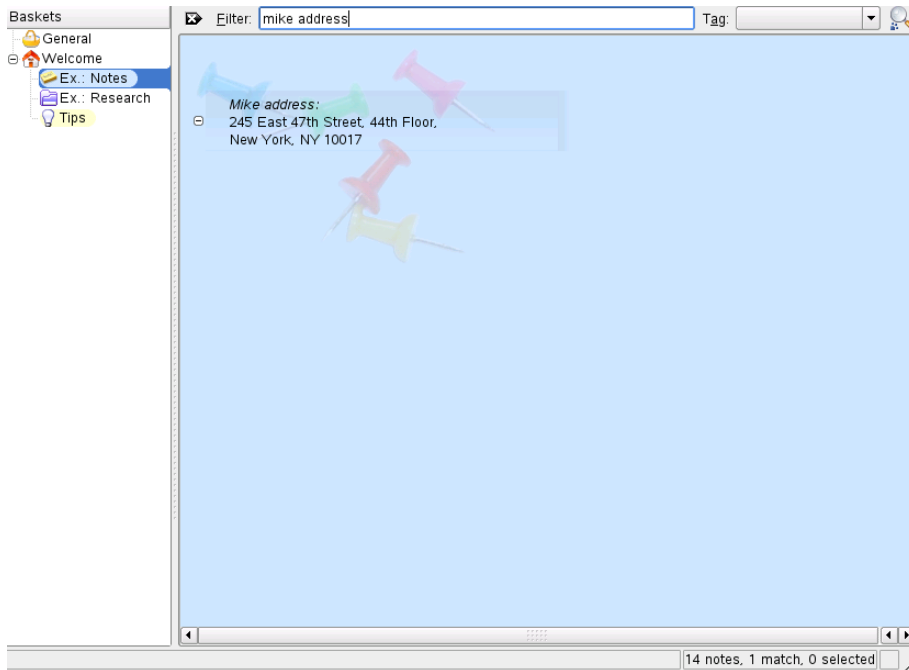 Baskets
Filter: mike address Tag:
General
Welcome
Ex.: Notes
Ex.: Research
Tips
Mike address:
245 East 47th Street, 44th Floor,
New York, NY 10017
14 notes, 1 match, 0 selected